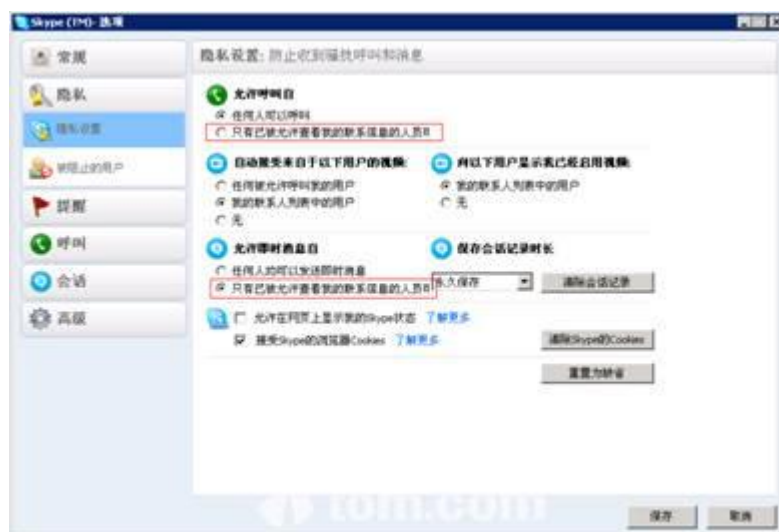 Skype (TM)- 选项
常规
隐私
隐私设置
被阻止的用户
提醒
呼叫
会话
高级
隐私设置: 防止收到骚扰呼叫和消息
允许呼叫自
任何人可以呼叫
只有已被允许查看我的联系信息的人员可
自动接受来自于以下用户的视频:
任何被允许呼叫我的用户
我的联系人列表中的用户
无
向以下用户显示我已经启用视频:
我的联系人列表中的用户
无
允许即时消息自
任何人均可以发送即时消息
只有已被允许查看我的联系信息的人员可
保存会话记录时长
永久保存
清除会话记录
允许在网页上显示我的Skype状态 了解更多
接受Skype的浏览器Cookies 了解更多
清除Skype的Cookies
重置为缺省
tom.com
保存
取消